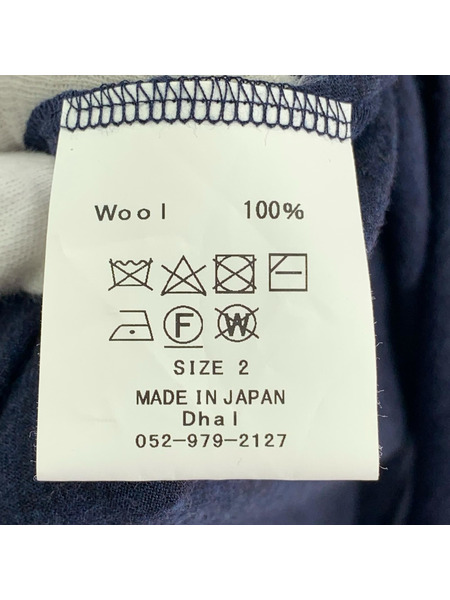 Wool 100%
F W
SIZE 2
MADE IN JAPAN
Dhal
052-979-2127